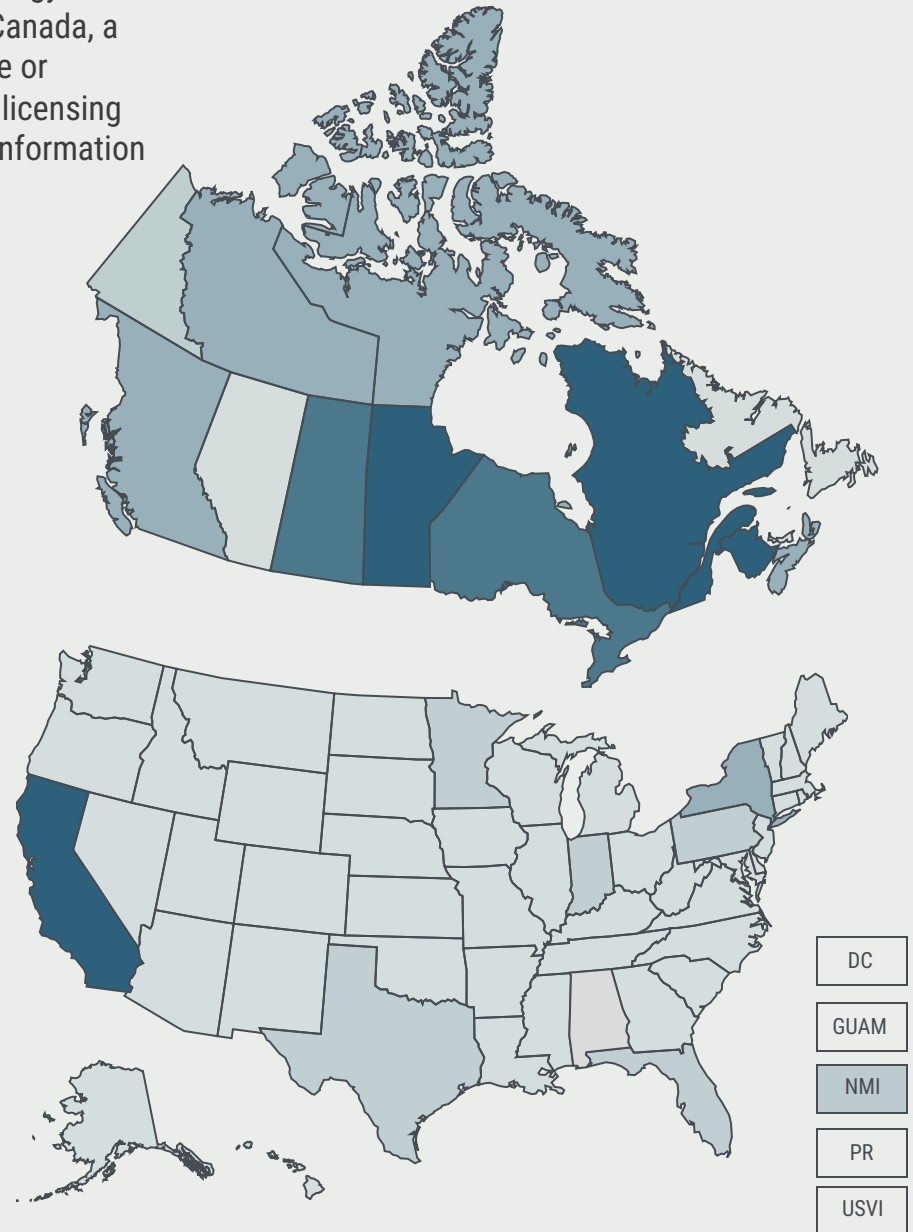 Canada, a
e or
licensing
nformation
DC
GUAM
NMI
PR
USVI